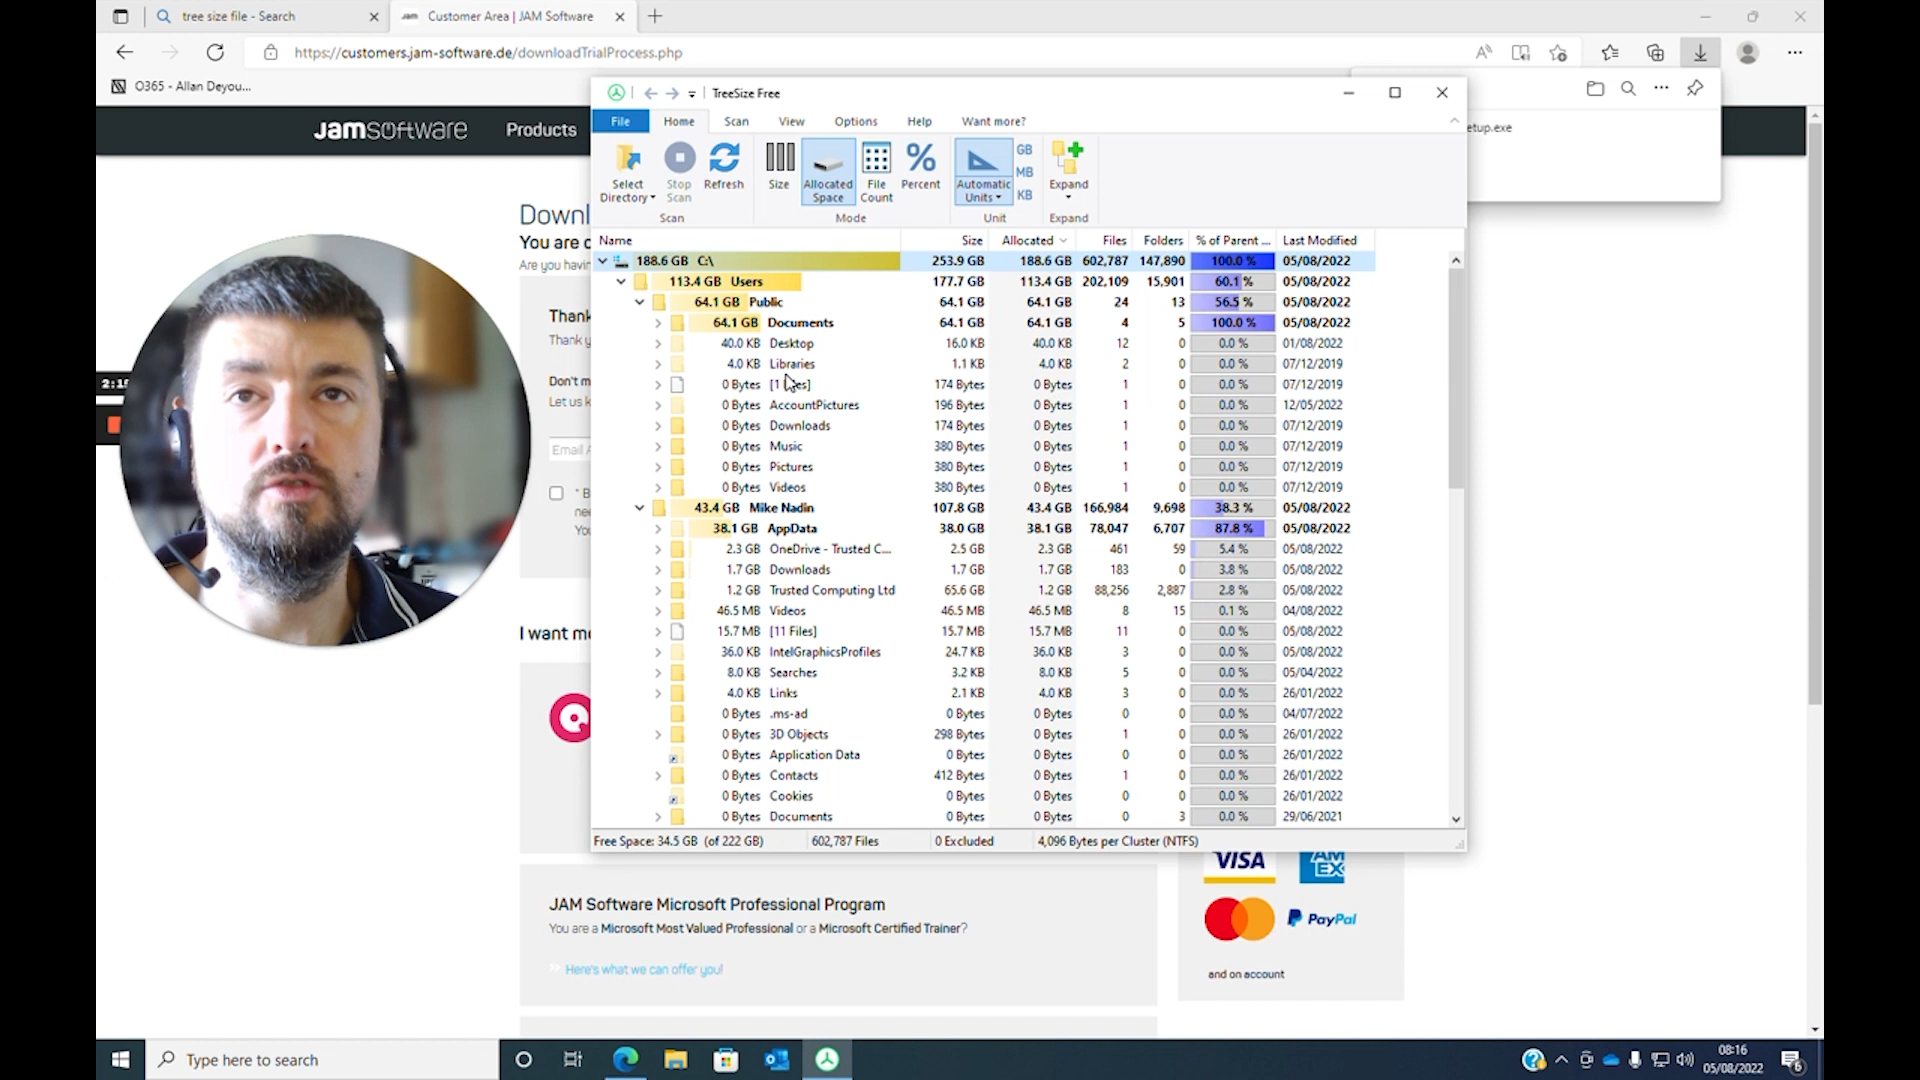 tree size file - Search
Customer Area | JAM Software
https://customers.jam-software.de/downloadTrialProcess.php
O365 - Allan Deyou...
TreeSize Free
File Home Scan View Options Help Want more?
etup.exe
JAMSOFTWARE Products
Select Directory
Stop Scan
Refresh
Size
Allocated Space
File Count
Percent
Automatic Units
GB
MB
KB
Expand
Scan Mode Unit Expand
Downl
You are c
Are you havin
Name Size Allocated Files Folders % of Parent ... Last Modified
188.6 GB C:\ 253.9 GB 188.6 GB 602,787 147,890 100.0 % 05/08/2022
113.4 GB Users 177.7 GB 113.4 GB 202,109 15,901 60.1 % 05/08/2022
64.1 GB Public 64.1 GB 64.1 GB 24 13 56.5 % 05/08/2022
64.1 GB Documents 64.1 GB 64.1 GB 4 5 100.0 % 05/08/2022
40.0 KB Desktop 16.0 KB 40.0 KB 12 0 0.0 % 01/08/2022
4.0 KB Libraries 1.1 KB 4.0 KB 2 0 0.0 % 07/12/2019
0 Bytes 174 Bytes 0 Bytes 1 0 0.0 % 07/12/2019
0 Bytes AccountPictures 196 Bytes 0 Bytes 1 0 0.0 % 12/05/2022
0 Bytes Downloads 174 Bytes 0 Bytes 1 0 0.0 % 07/12/2019
0 Bytes Music 380 Bytes 0 Bytes 1 0 0.0 % 07/12/2019
0 Bytes Pictures 380 Bytes 0 Bytes 1 0 0.0 % 07/12/2019
0 Bytes Videos 380 Bytes 0 Bytes 1 0 0.0 % 07/12/2019
43.4 GB Mike Nadin 107.8 GB 43.4 GB 166,984 9,698 38.3 % 05/08/2022
38.1 GB AppData 38.0 GB 38.1 GB 78,047 6,707 87.8 % 05/08/2022
2.3 GB OneDrive - Trusted C... 2.5 GB 2.3 GB 461 59 5.4 % 05/08/2022
1.7 GB Downloads 1.7 GB 1.7 GB 183 0 3.8 % 05/08/2022
1.2 GB Trusted Computing Ltd 65.6 GB 1.2 GB 88,256 2,887 2.8 % 05/08/2022
46.5 MB Videos 46.5 MB 46.5 MB 8 15 0.1 % 04/08/2022
15.7 MB [11 Files] 15.7 MB 15.7 MB 11 0 0.0 % 05/08/2022
36.0 KB IntelGraphicsProfiles 24.7 KB 36.0 KB 3 0 0.0 % 05/08/2022
8.0 KB Searches 3.2 KB 8.0 KB 5 0 0.0 % 05/04/2022
4.0 KB Links 2.1 KB 4.0 KB 3 0 0.0 % 26/01/2022
0 Bytes .ms-ad 0 Bytes 0 Bytes 0 0 0.0 % 04/07/2022
0 Bytes 3D Objects 298 Bytes 0 Bytes 1 0 0.0 % 26/01/2022
0 Bytes Application Data 0 Bytes 0 Bytes 0 0 0.0 % 26/01/2022
0 Bytes Contacts 412 Bytes 0 Bytes 1 0 0.0 % 26/01/2022
0 Bytes Cookies 0 Bytes 0 Bytes 0 0 0.0 % 26/01/2022
0 Bytes Documents 0 Bytes 0 Bytes 0 3 0.0 % 29/06/2021
Free Space: 34.5 GB (of 222 GB) 602,787 Files 0 Excluded 4,096 Bytes per Cluster (NTFS)
Thank
Thank y
Don't m
Let us k
Email A
* B
nee
You
I want me
JAM Software Microsoft Professional Program
You are a Microsoft Most Valued Professional or a Microsoft Certified Trainer?
Here's what we can offer you!
VISA
AM
EX
PayPal
and on account
Type here to search
08:16
05/08/2022
6